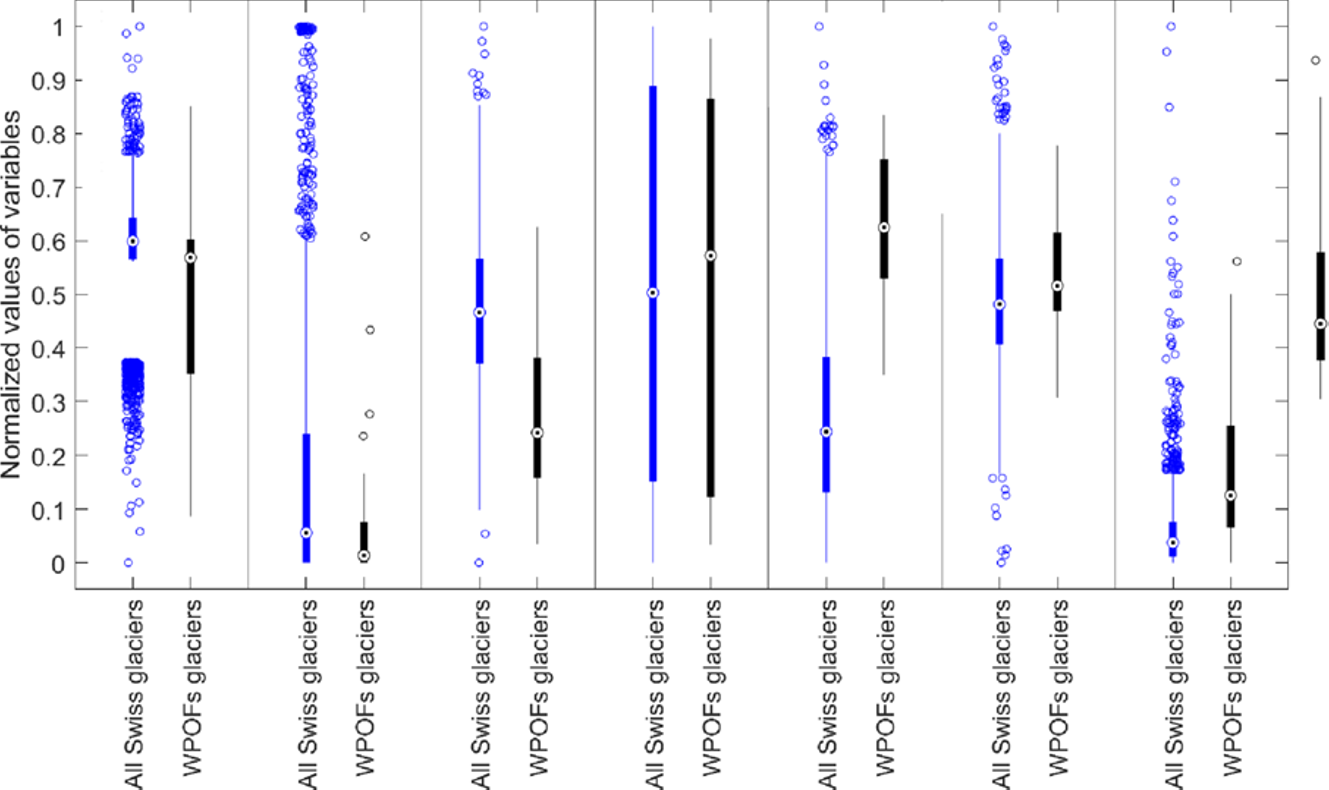 Normalized values of variables
1
0.9
0.8
0.7
0.6
0.5
0.4
0.3
0.2
0.1
0
All Swiss glaciers
WPOFs glaciers
All Swiss glaciers
WPOFs glaciers
All Swiss glaciers
WPOFs glaciers
All Swiss glaciers
WPOFs glaciers
All Swiss glaciers
WPOFs glaciers
All Swiss glaciers
WPOFs glaciers
All Swiss glaciers
WPOFs glaciers